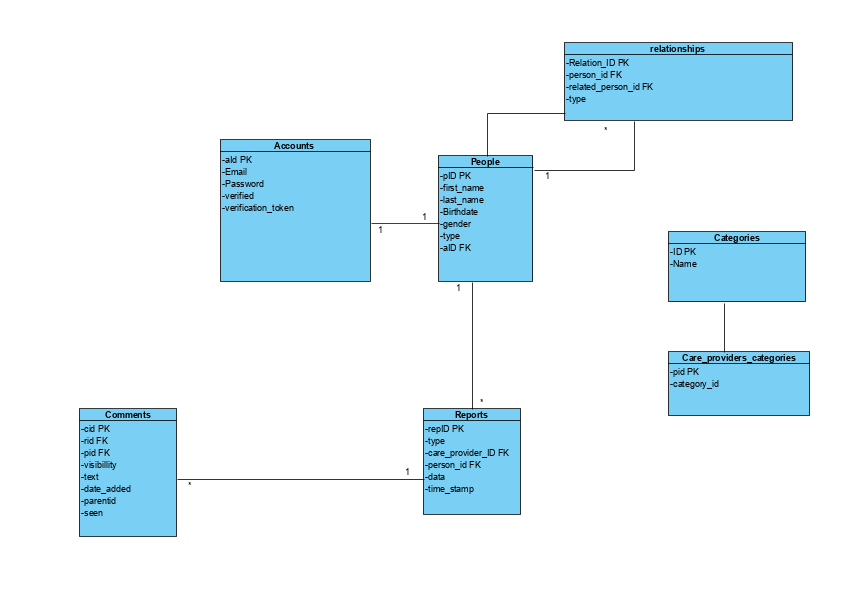 relationships
-Relation_ID PK
-person_id FK
-related_person_id FK
-type
*
Accounts
-aId PK
-Email
-Password
-verified
-verification_token
1
1
People
-pID PK
-first_name
-last_name
-Birthdate
-gender
-type
-aID FK
1
1
*
Categories
-ID PK
-Name
Care_providers_categories
-pid PK
-category_id
Comments
-cid PK
-rid FK
-pid FK
-visibillity
-text
-date_added
-parentid
-seen
*
1
Reports
-repID PK
-type
-care_provider_ID FK
-person_id FK
-data
-time_stamp